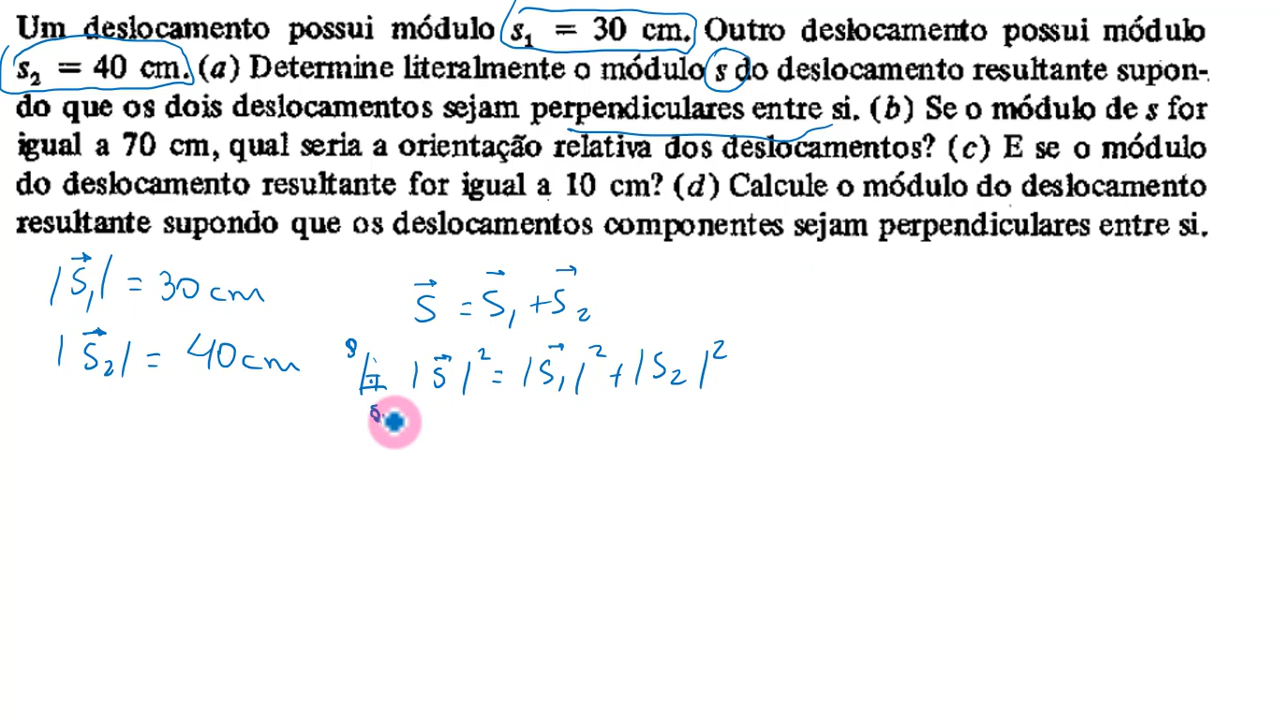 Um deslocamento possui módulo s₁ = 30 cm. Outro deslocamento possui módulo
s₂ = 40 cm. (a) Determine literalmente o módulo s do deslocamento resultante supon-
do que os dois deslocamentos sejam perpendiculares entre si. (b) Se o módulo de s for
igual a 70 cm, qual seria a orientação relativa dos deslocamentos? (c) E se o módulo
do deslocamento resultante for igual a 10 cm? (d) Calcule o módulo do deslocamento
resultante supondo que os deslocamentos componentes sejam perpendiculares entre si.
|S⃗₁| = 30 cm
S⃗ = S⃗₁ + S⃗₂
|S⃗₂| = 40 cm
|S⃗|² = |S⃗₁|² + |S₂|²